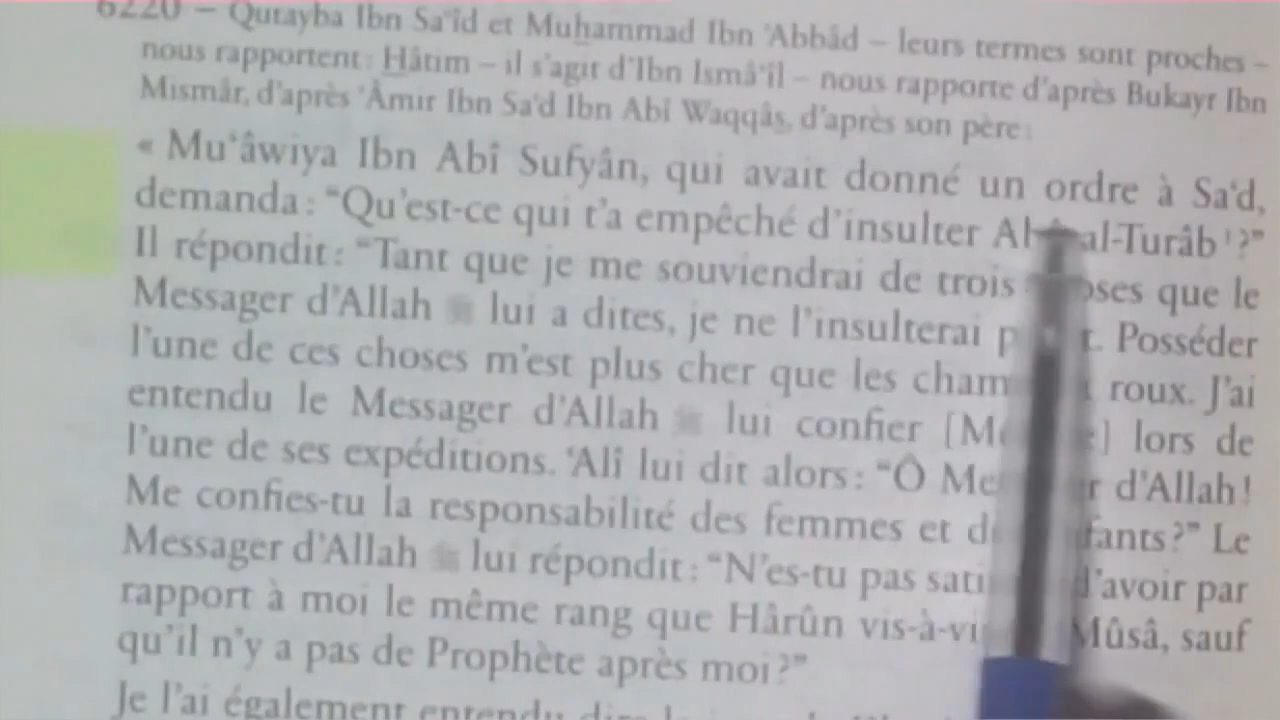 6220 – Qutayba Ibn Sa‘îd et Muhammad Ibn ‘Abbâd – leurs termes sont proches –
nous rapportent : Hâtim – il s'agit d'Ibn Ismâ‘îl – nous rapporte d'après Bukayr Ibn
Mismâr, d'après ‘Âmir Ibn Sa‘d Ibn Abî Waqqâs, d'après son père :
« Mu‘âwiya Ibn Abî Sufyân, qui avait donné un ordre à Sa‘d,
demanda : “Qu'est-ce qui t'a empêché d'insulter al-Turâb¹ ?”
Il répondit : “Tant que je me souviendrai de trois que le
Messager d'Allah lui a dites, je ne l'insulterai Posséder
l'une de ces choses m'est plus cher que les roux. J'ai
entendu le Messager d'Allah lui confier lors de
l'une de ses expéditions. ‘Alî lui dit alors : “Ô d'Allah !
Me confies-tu la responsabilité des femmes et Le
Messager d'Allah lui répondit : “N'es-tu pas d'avoir par
rapport à moi le même rang que Hârûn Mûsâ, sauf
qu'il n'y a pas de Prophète après moi ?”
Je l'ai également entendu dire